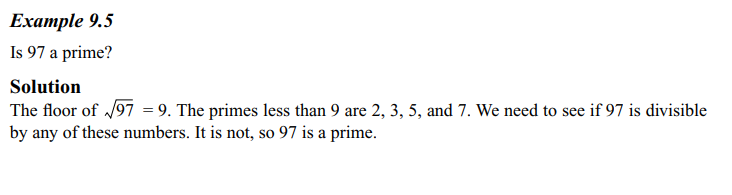 Example 9.5
Is 97 a prime?
Solution
The floor of √97 = 9. The primes less than 9 are 2, 3, 5, and 7. We need to see if 97 is divisible
by any of these numbers. It is not, so 97 is a prime.